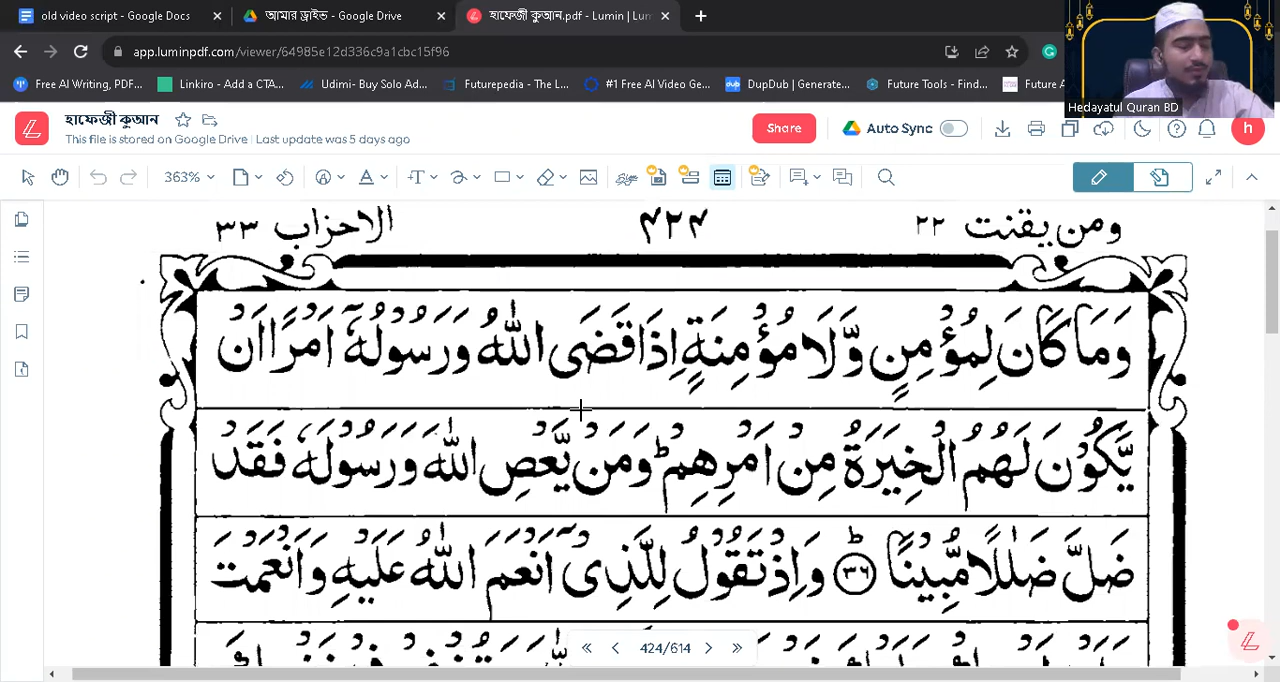 old video script - Google Docs
আমার ড্রাইভ - Google Drive
হাফেজী কুরআন.pdf - Lumin | Lum
app.luminpdf.com/viewer/64985e12d336c9a1cbc15f96
Free AI Writing, PDF...
Linkiro - Add a CTA...
Udimi- Buy Solo Ad...
Futurepedia - The L...
#1 Free AI Video Ge...
DupDub | Generate...
Future Tools - Find...
Future A
Hedayatul Quran BD
হাফেজী কুরআন
This file is stored on Google Drive | Last update was 5 days ago
Share
Auto Sync
h
363%
ومن يقنت ٢٢
۴۲۴
الاحزاب ٣٣
وَمَا كَانَ لِمُؤْمِنٍ وَّلَا مُؤْمِنَةٍ اِذَا قَضَى اللّٰهُ وَرَسُوْلُهٗٓ اَمْرًا اَنْ
يَّكُوْنَ لَهُمُ الْخِيَرَةُ مِنْ اَمْرِهِمْ ؕ وَمَنْ يَّعْصِ اللّٰهَ وَرَسُوْلَهٗ فَقَدْ
ضَلَّ ضَلٰلًا مُّبِيْنًا ؕ ﴿٣٦﴾ وَاِذْ تَقُوْلُ لِلَّذِىْٓ اَنْعَمَ اللّٰهُ عَلَيْهِ وَاَنْعَمْتَ
424/614